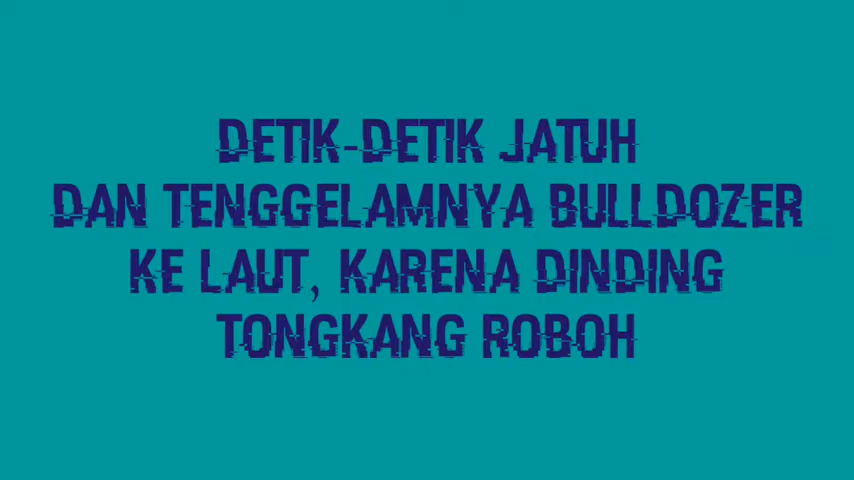 DETIK-DETIK JATUH
DAN TENGGELAMNYA BULLDOZER
KE LAUT, KARENA DINDING
TONGKANG ROBOH